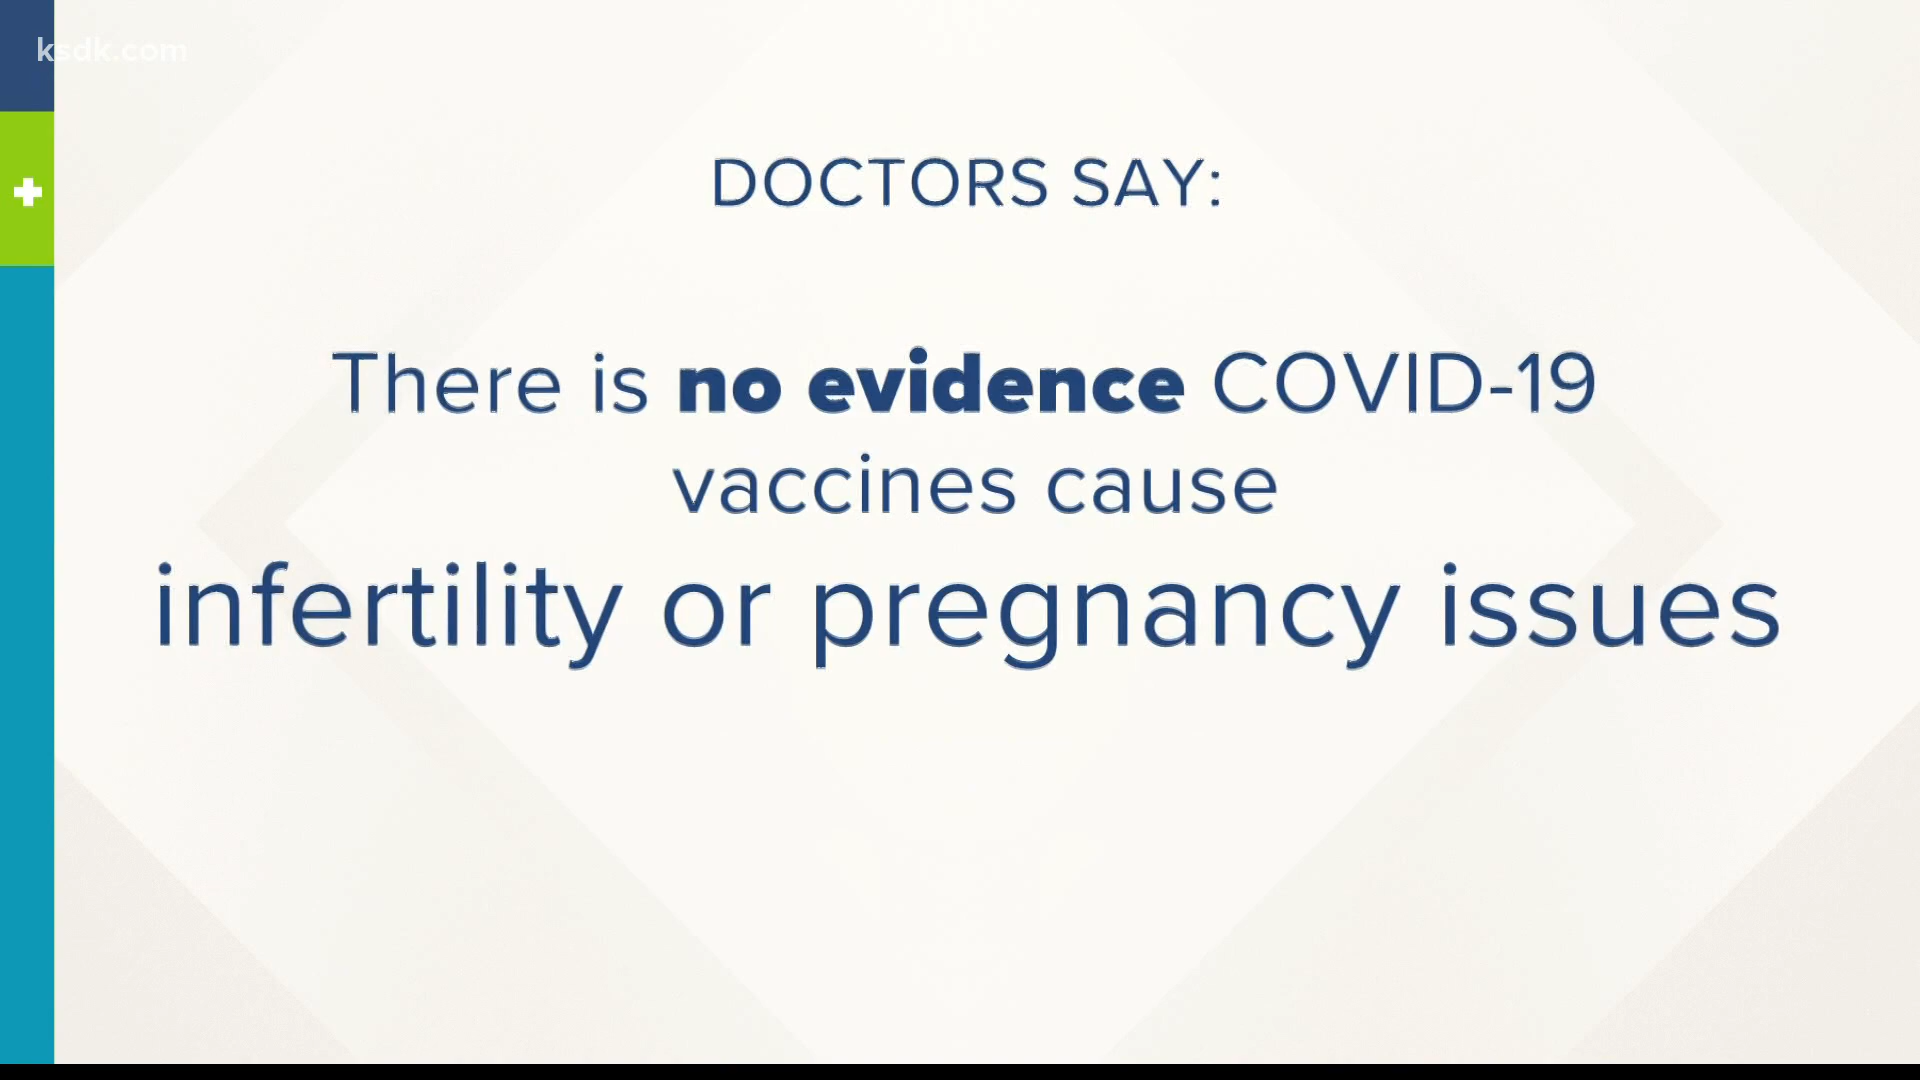 ksdk.com
DOCTORS SAY:
There is no evidence COVID-19
vaccines cause
infertility or pregnancy issues